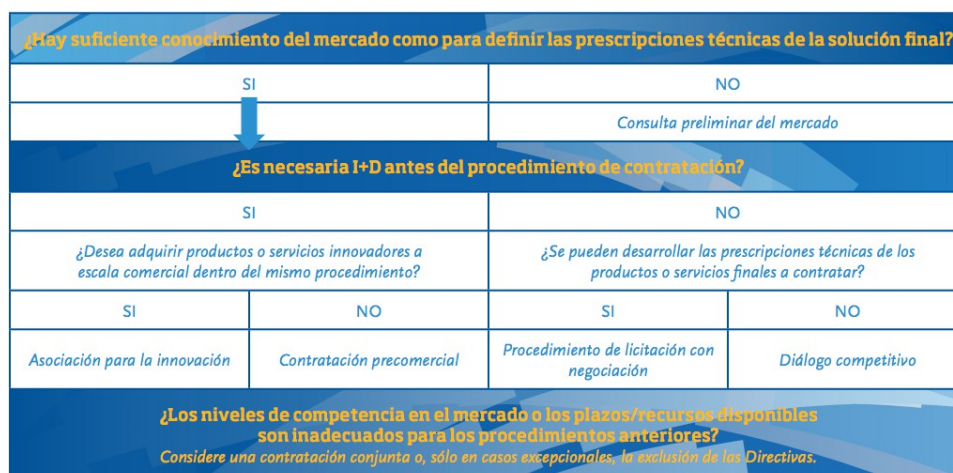 ¿Hay suficiente conocimiento del mercado como para definir las prescripciones técnicas de la solución final?
SI
NO
Consulta preliminar del mercado
¿Es necesaria I+D antes del procedimiento de contratación?
SI
NO
¿Desea adquirir productos o servicios innovadores a
escala comercial dentro del mismo procedimiento?
¿Se pueden desarrollar las prescripciones técnicas de los
productos o servicios finales a contratar?
SI
NO
SI
NO
Asociación para la innovación
Contratación precomercial
Procedimiento de licitación con
negociación
Diálogo competitivo
¿Los niveles de competencia en el mercado o los plazos/recursos disponibles
son inadecuados para los procedimientos anteriores?
Considere una contratación conjunta o, sólo en casos excepcionales, la exclusión de las Directivas.